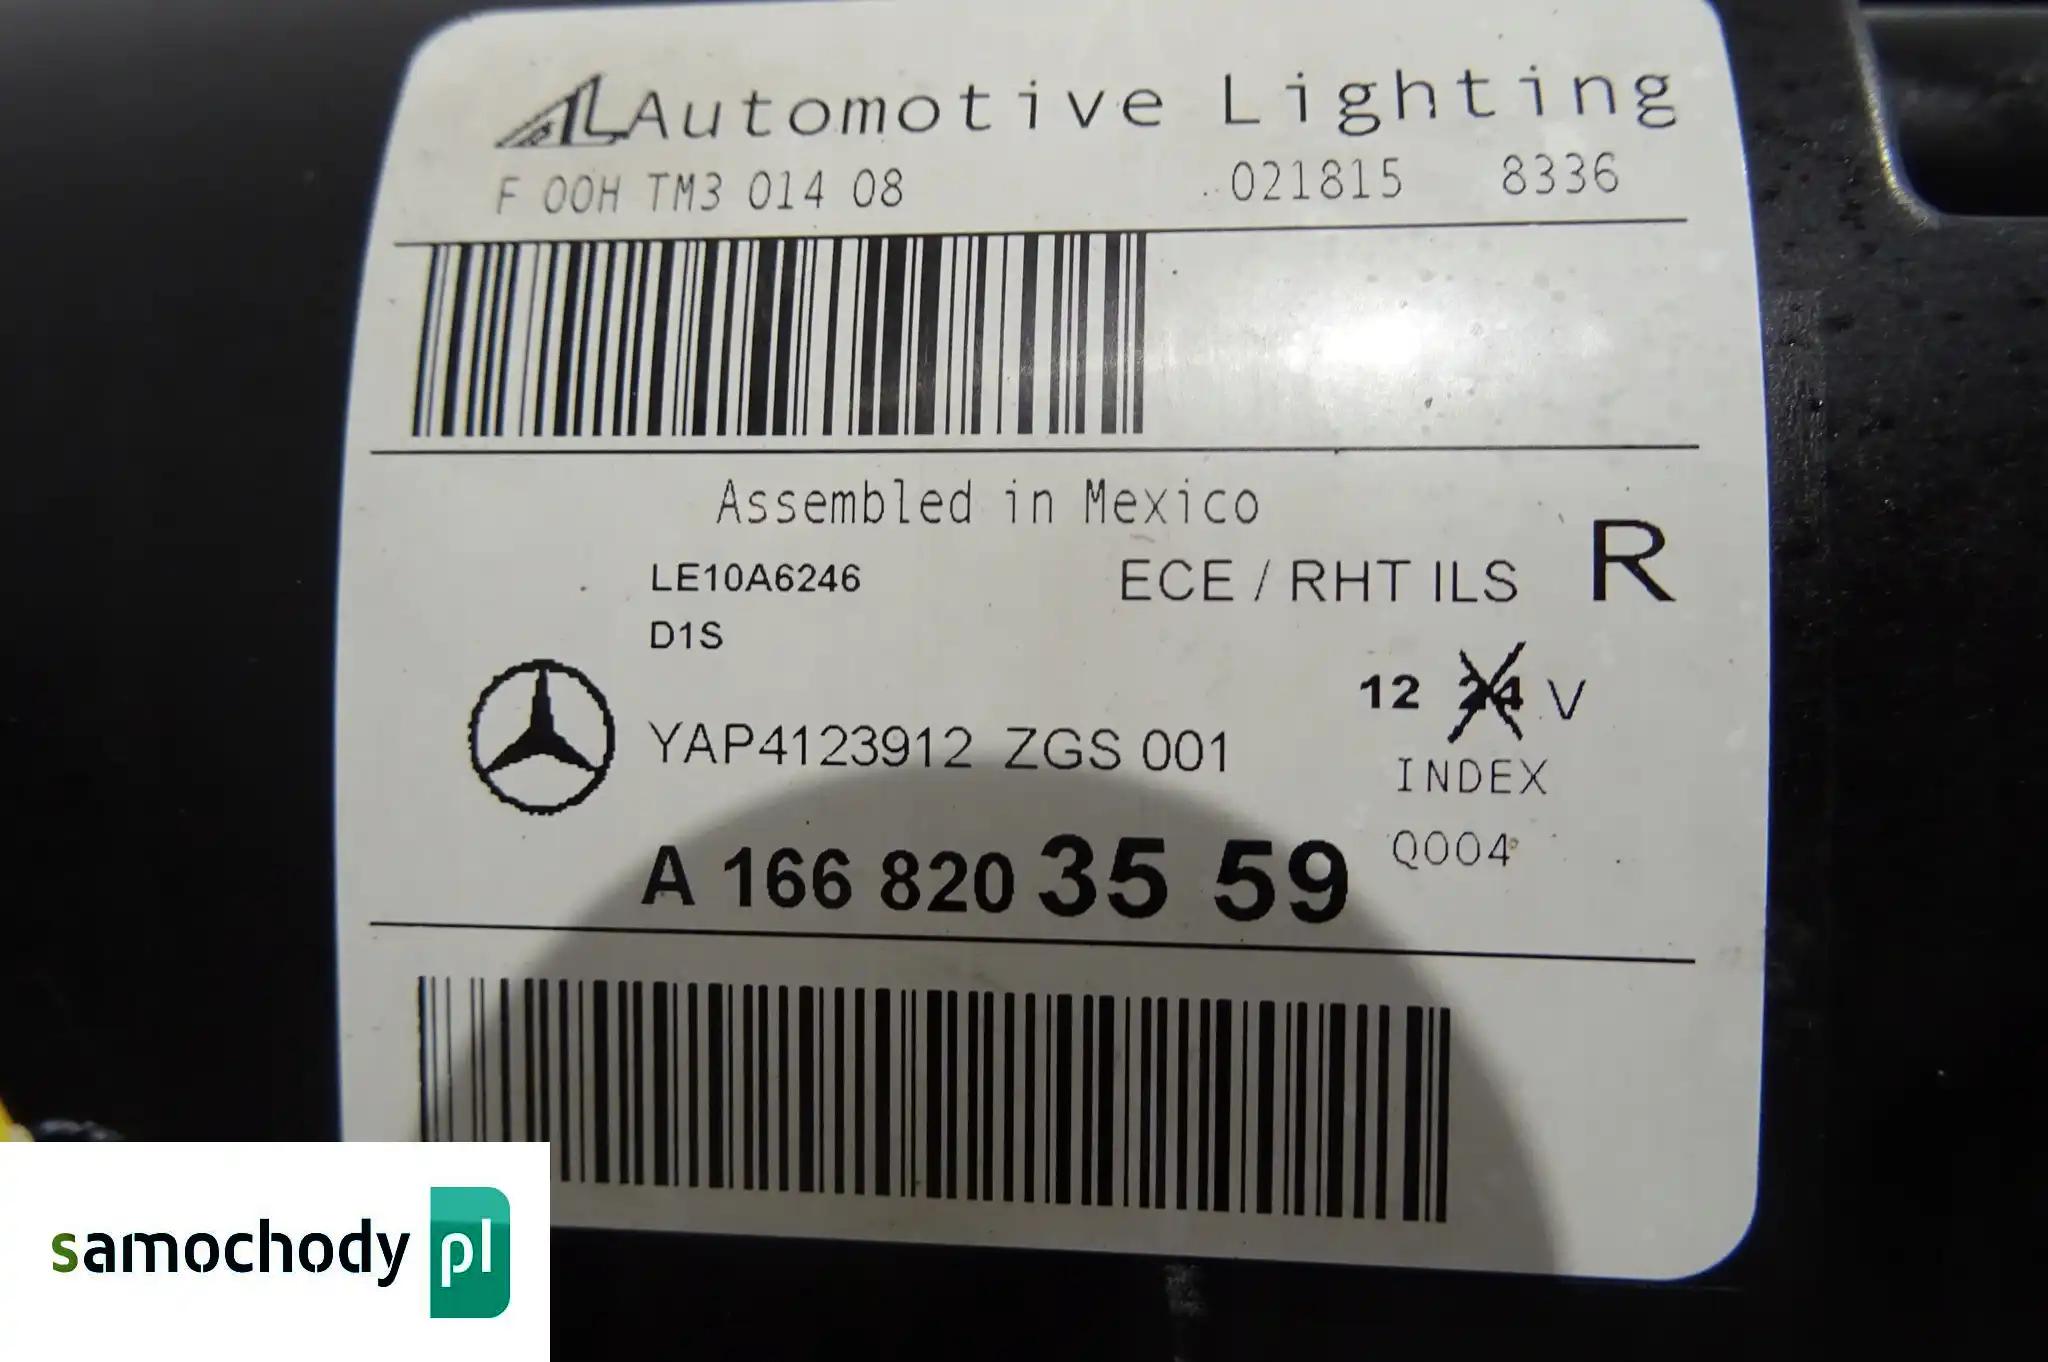 AL Automotive Lighting
F 00H TM3 014 08 021815 8336
Assembled in Mexico
LE10A6246 ECE / RHT ILS R
D1S
12 24 V
YAP4123912 ZGS 001
INDEX
A 166 820 35 59 Q004
samochody pl